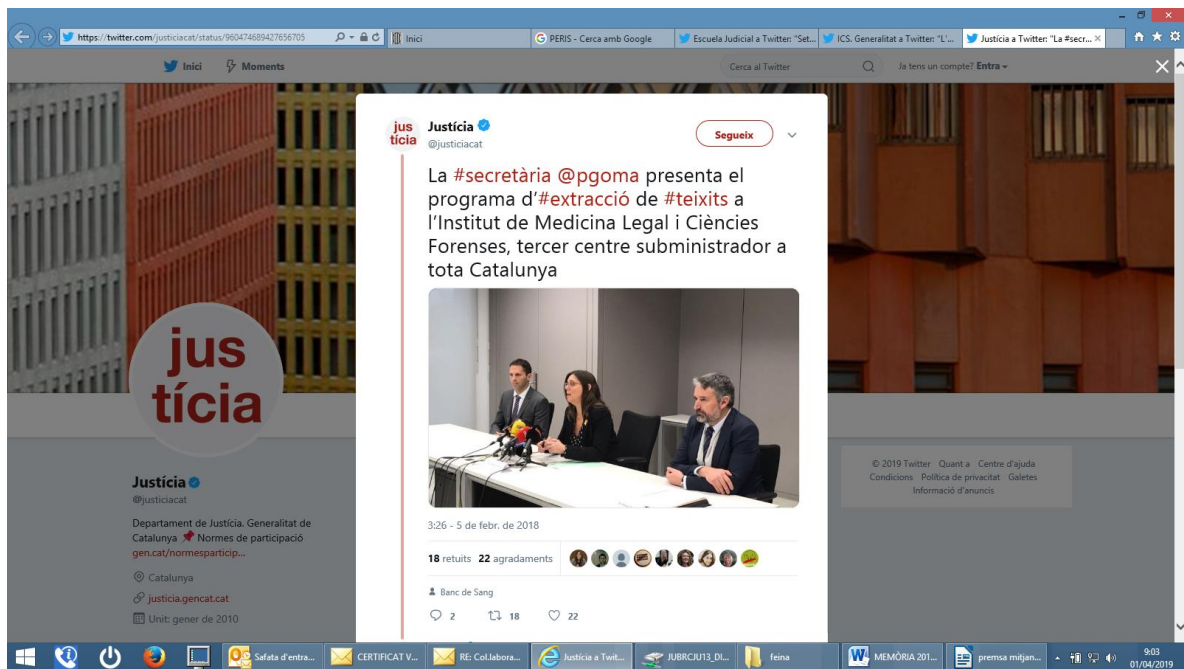 https://twitter.com/justiciacat/status/960474689427656705
Inici
PERIS - Cerca amb Google
Escuela Judicial a Twitter: "Set...
ICS. Generalitat a Twitter: "L'...
Justícia a Twitter: "La #secr...
Inici
Moments
Cerca al Twitter
Ja tens un compte? Entra
jus
tícia
Justícia
@justiciacat
Segueix
La #secretària @pgoma presenta el
programa d'#extracció de #teixits a
l'Institut de Medicina Legal i Ciències
Forenses, tercer centre subministrador a
tota Catalunya
3:26 - 5 de febr. de 2018
18 retuits 22 agradaments
Banc de Sang
2 18 22
jus
tícia
Justícia
@justiciacat
Departament de Justícia. Generalitat de
Catalunya Normes de participació
gen.cat/normesparticip...
Catalunya
justicia.gencat.cat
Unit: gener de 2010
© 2019 Twitter Quant a Centre d'ajuda
Condicions Política de privacitat Galetes
Informació d'anuncis
Safata d'entra...
CERTIFICAT V...
RE: Col.labora...
Justícia a Twit...
JUBRCJU13_DI...
feina
MEMÒRIA 201...
premsa mitjan...
9:03
01/04/2019